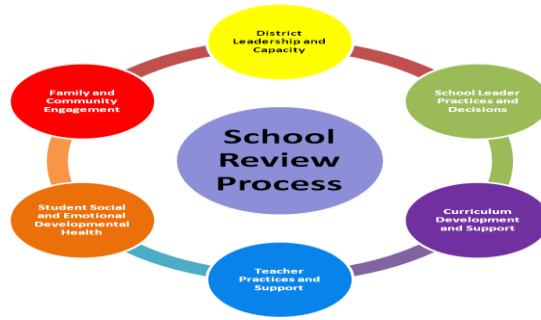 District
Leadership and
Capacity
Family and
Community
Engagement
School Leader
Practices and
Decisions
School
Review
Process
Student Social
and Emotional
Developmental
Health
Curriculum
Development
and Support
Teacher
Practices and
Support